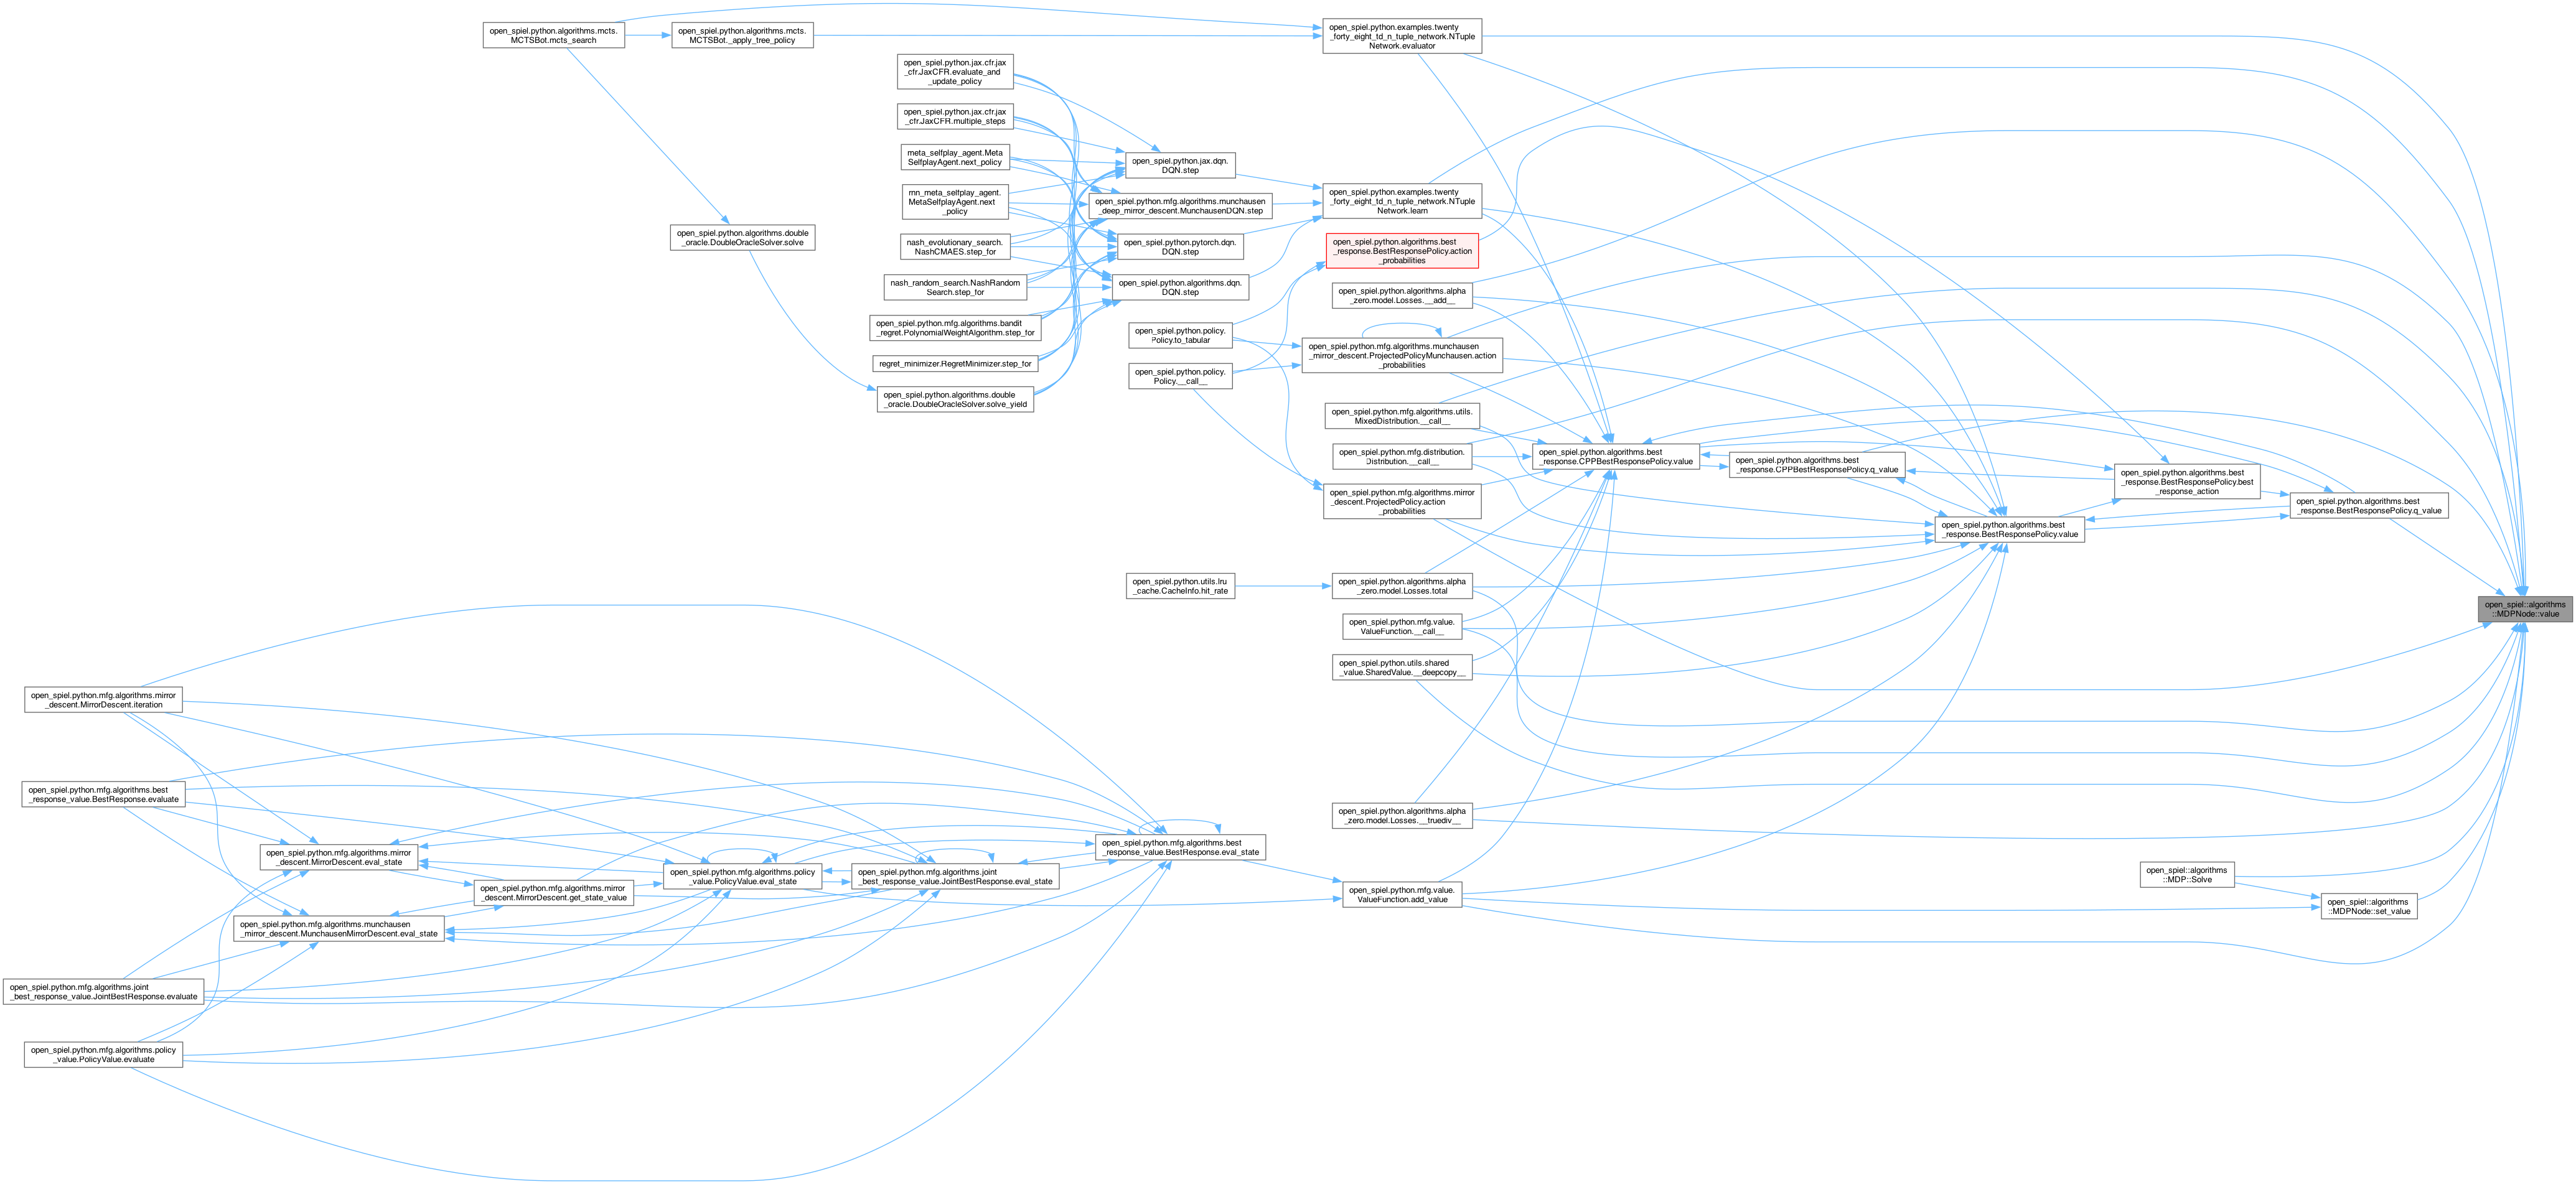 open_spiel.python.algorithms.mcts.
MCTSBot.mcts_search
open_spiel.python.algorithms.mcts.
MCTSBot._apply_tree_policy
open_spiel.python.examples.twenty
_forty_eight_td_n_tuple_network.NTuple
Network.evaluator
open_spiel.python.jax.cfr.jax
_cfr.JaxCFR.evaluate_and
_update_policy
open_spiel.python.jax.cfr.jax
_cfr.JaxCFR.multiple_steps
meta_selfplay_agent.Meta
SelfplayAgent.next_policy
rnn_meta_selfplay_agent.
MetaSelfplayAgent.next
_policy
nash_evolutionary_search.
NashCMAES.step_for
nash_random_search.NashRandom
Search.step_for
open_spiel.python.mfg.algorithms.bandit
_regret.PolynomialWeightAlgorithm.step_for
regret_minimizer.RegretMinimizer.step_for
open_spiel.python.algorithms.double
_oracle.DoubleOracleSolver.solve_yield
open_spiel.python.algorithms.double
_oracle.DoubleOracleSolver.solve
open_spiel.python.jax.dqn.
DQN.step
open_spiel.python.mfg.algorithms.munchausen
_deep_mirror_descent.MunchausenDQN.step
open_spiel.python.pytorch.dqn.
DQN.step
open_spiel.python.algorithms.dqn.
DQN.step
open_spiel.python.policy.
Policy.to_tabular
open_spiel.python.policy.
Policy.__call__
open_spiel.python.examples.twenty
_forty_eight_td_n_tuple_network.NTuple
Network.learn
open_spiel.python.algorithms.best
_response.BestResponsePolicy.action
_probabilities
open_spiel.python.algorithms.alpha
_zero.model.Losses.__add__
open_spiel.python.mfg.algorithms.munchausen
_mirror_descent.ProjectedPolicyMunchausen.action
_probabilities
open_spiel.python.mfg.algorithms.utils.
MixedDistribution.__call__
open_spiel.python.mfg.distribution.
Distribution.__call__
open_spiel.python.mfg.algorithms.mirror
_descent.ProjectedPolicy.action
_probabilities
open_spiel.python.algorithms.best
_response.CPPBestResponsePolicy.value
open_spiel.python.algorithms.best
_response.CPPBestResponsePolicy.q_value
open_spiel.python.algorithms.best
_response.BestResponsePolicy.best
_response_action
open_spiel.python.algorithms.best
_response.BestResponsePolicy.q_value
open_spiel.python.algorithms.best
_response.BestResponsePolicy.value
open_spiel.python.utils.lru
_cache.CacheInfo.hit_rate
open_spiel.python.algorithms.alpha
_zero.model.Losses.total
open_spiel.python.mfg.value.
ValueFunction.__call__
open_spiel.python.utils.shared
_value.SharedValue.__deepcopy__
open_spiel::algorithms
::MDPNode::value
open_spiel.python.algorithms.alpha
_zero.model.Losses.__truediv__
open_spiel.python.mfg.value.
ValueFunction.add_value
open_spiel::algorithms
::MDP::Solve
open_spiel::algorithms
::MDPNode::set_value
open_spiel.python.mfg.algorithms.mirror
_descent.MirrorDescent.iteration
open_spiel.python.mfg.algorithms.best
_response_value.BestResponse.evaluate
open_spiel.python.mfg.algorithms.mirror
_descent.MirrorDescent.eval_state
open_spiel.python.mfg.algorithms.munchausen
_mirror_descent.MunchausenMirrorDescent.eval_state
open_spiel.python.mfg.algorithms.mirror
_descent.MirrorDescent.get_state_value
open_spiel.python.mfg.algorithms.policy
_value.PolicyValue.eval_state
open_spiel.python.mfg.algorithms.joint
_best_response_value.JointBestResponse.eval_state
open_spiel.python.mfg.algorithms.best
_response_value.BestResponse.eval_state
open_spiel.python.mfg.algorithms.joint
_best_response_value.JointBestResponse.evaluate
open_spiel.python.mfg.algorithms.policy
_value.PolicyValue.evaluate